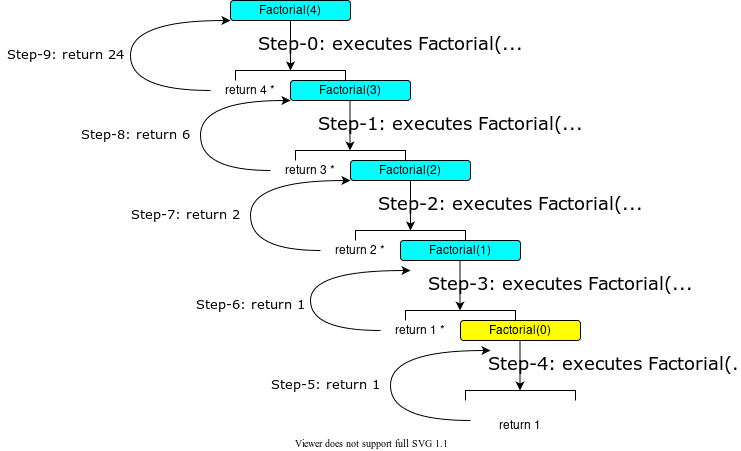 Factorial(4)
Step-0: executes Factorial(...
Step-9: return 24
return 4 *
Factorial(3)
Step-1: executes Factorial(...
Step-8: return 6
return 3 *
Factorial(2)
Step-2: executes Factorial(...
Step-7: return 2
return 2 *
Factorial(1)
Step-3: executes Factorial(...
Step-6: return 1
return 1 *
Factorial(0)
Step-4: executes Factorial(.
Step-5: return 1
return 1
Viewer does not support full SVG 1.1